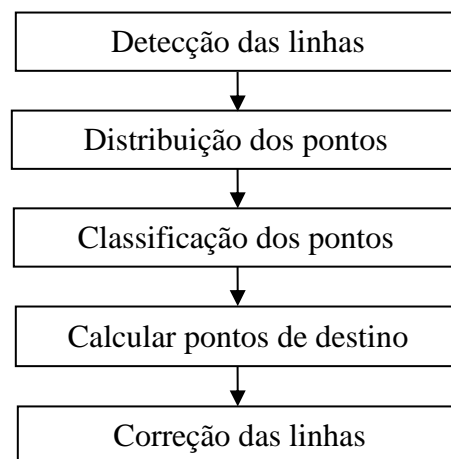 Detecção das linhas
Distribuição dos pontos
Classificação dos pontos
Calcular pontos de destino
Correção das linhas